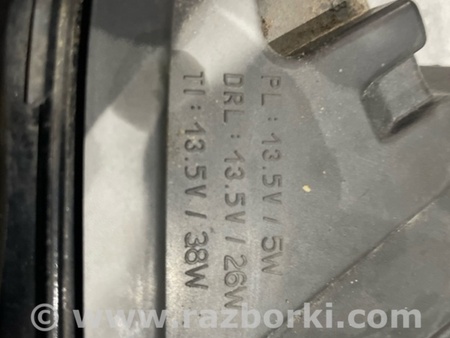 PL : 13.5V / 5W
DRL : 13.5V / 26W
TI : 13.5V / 38W
© www.razborki.com